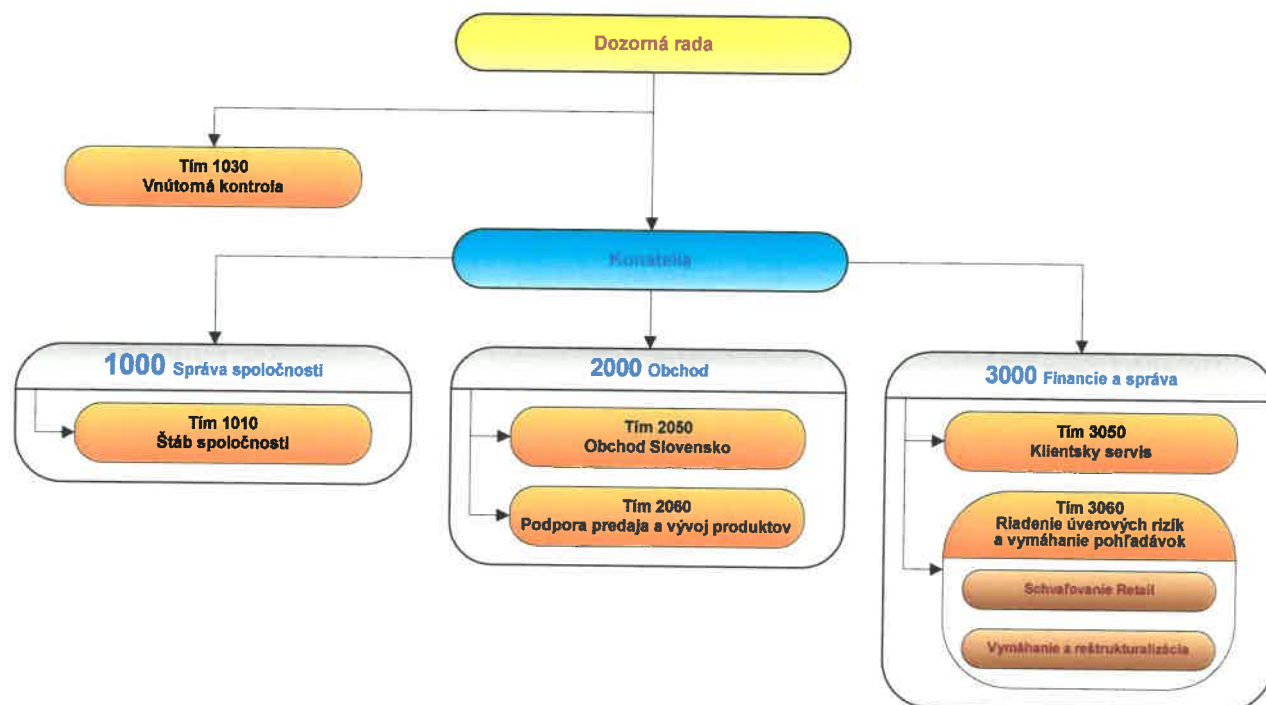 Dozorná rada
Tím 1030
Vnútorná kontrola
Konatelia
1000 Správa spoločnosti
Tím 1010
Štáb spoločnosti
2000 Obchod
Tím 2050
Obchod Slovensko
Tím 2060
Podpora predaja a vývoj produktov
3000 Financie a správa
Tím 3050
Klientsky servis
Tím 3060
Riadenie úverových rizík
a vymáhanie pohľadávok
Schvaľovanie Retail
Vymáhanie a reštrukturalizácia